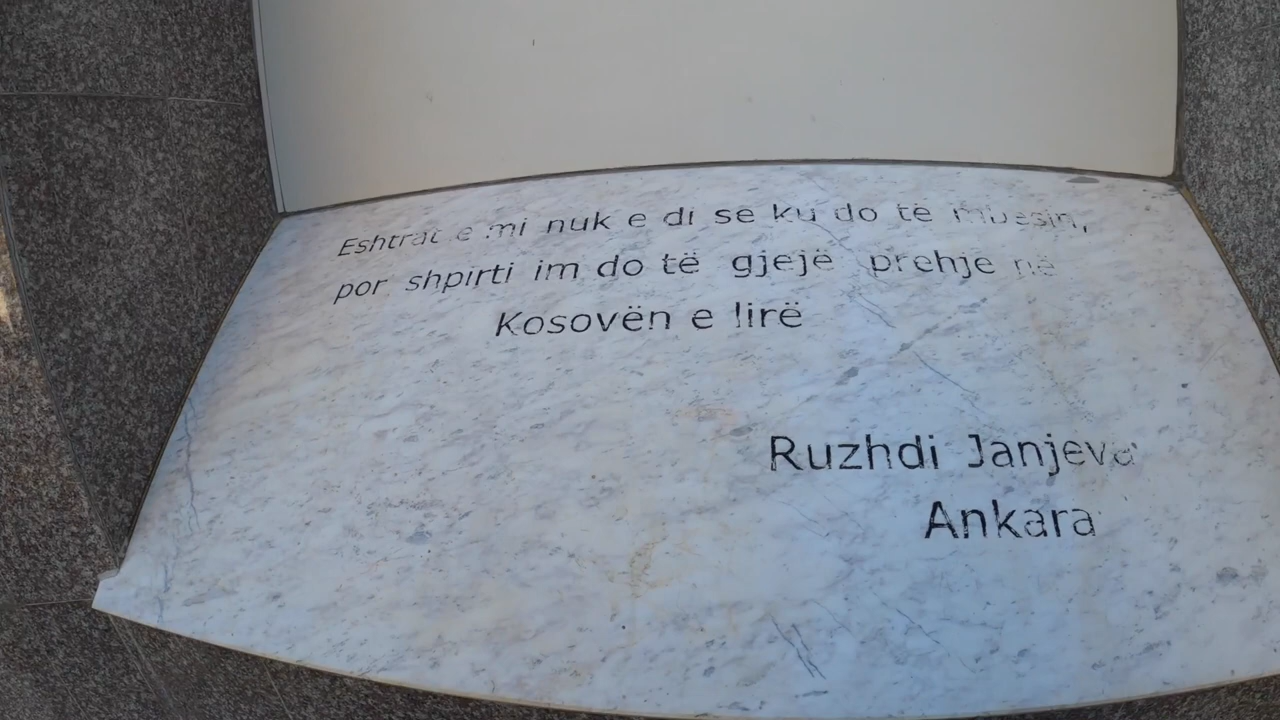 Eshtrat e mi nuk e di se ku do të mbesin,
por shpirti im do të gjejë prehje në
Kosovën e lirë
Ruzhdi Janjeva
Ankara